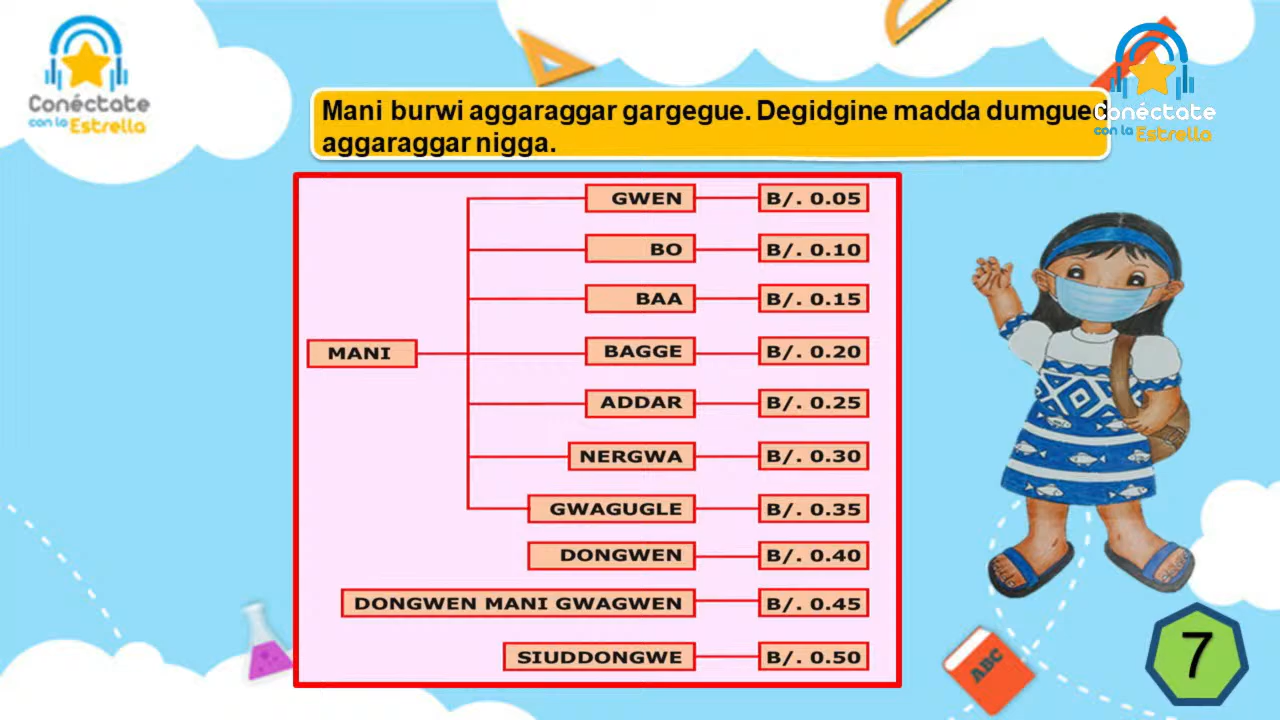 Conéctate
con la Estrella
Mani burwi aggaraggar gargegue. Degidgine madda dumgued
aggaraggar nigga.
Conéctate
con la Estrella
GWEN B/. 0.05
BO B/. 0.10
BAA B/. 0.15
MANI BAGGE B/. 0.20
ADDAR B/. 0.25
NERGWA B/. 0.30
GWAGUGLE B/. 0.35
DONGWEN B/. 0.40
DONGWEN MANI GWAGWEN B/. 0.45
SIUDDONGWE B/. 0.50
ABC
7